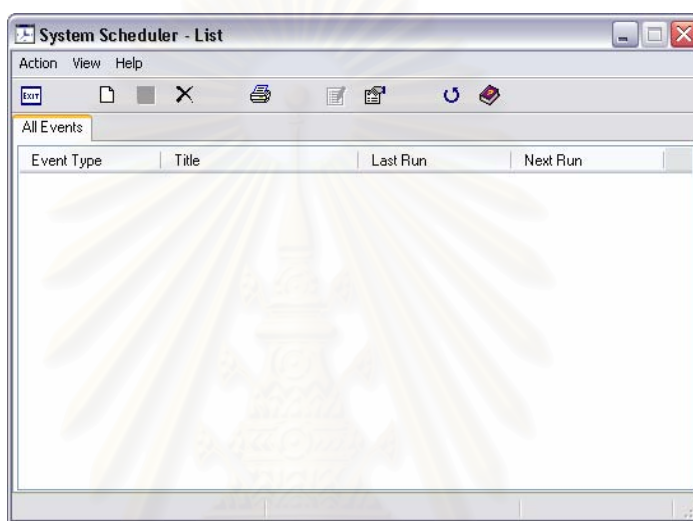 System Scheduler - List
Action View Help
EXIT
All Events
Event Type Title Last Run Next Run